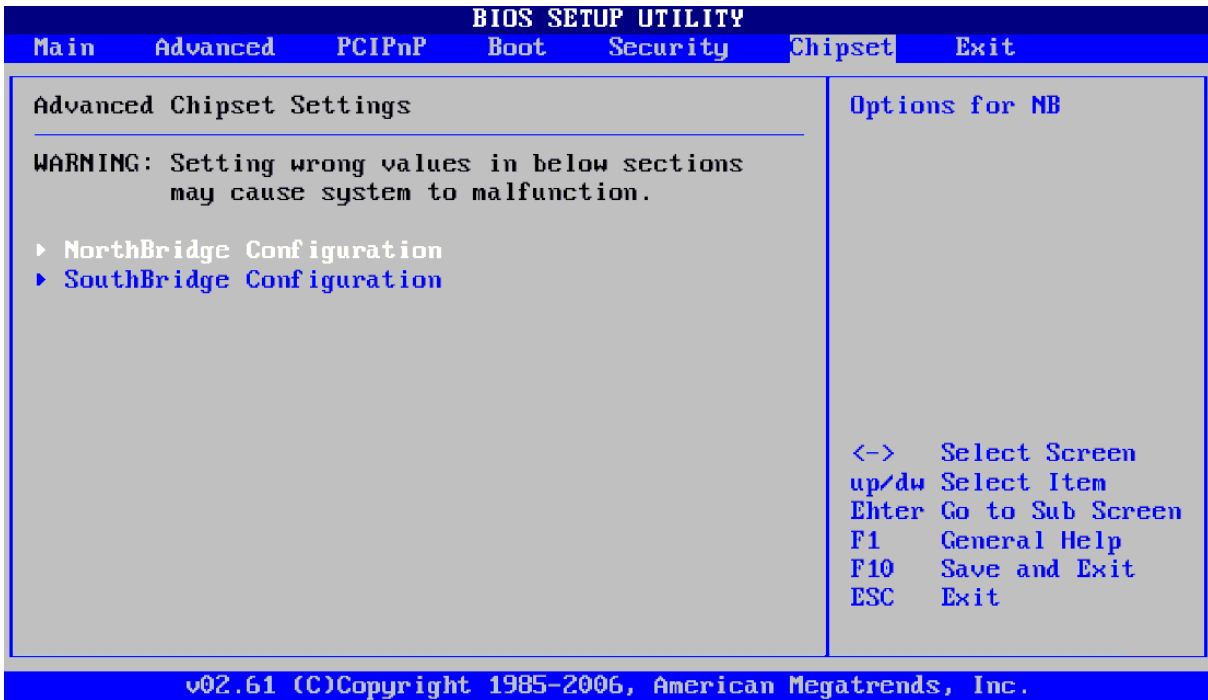 BIOS SETUP UTILITY
Main Advanced PCIPnP Boot Security Chipset Exit
Advanced Chipset Settings
WARNING: Setting wrong values in below sections
may cause system to malfunction.
NorthBridge Configuration
SouthBridge Configuration
Options for NB
<-> Select Screen
up/dw Select Item
Ehter Go to Sub Screen
F1 General Help
F10 Save and Exit
ESC Exit
v02.61 (C)Copyright 1985-2006, American Megatrends, Inc.